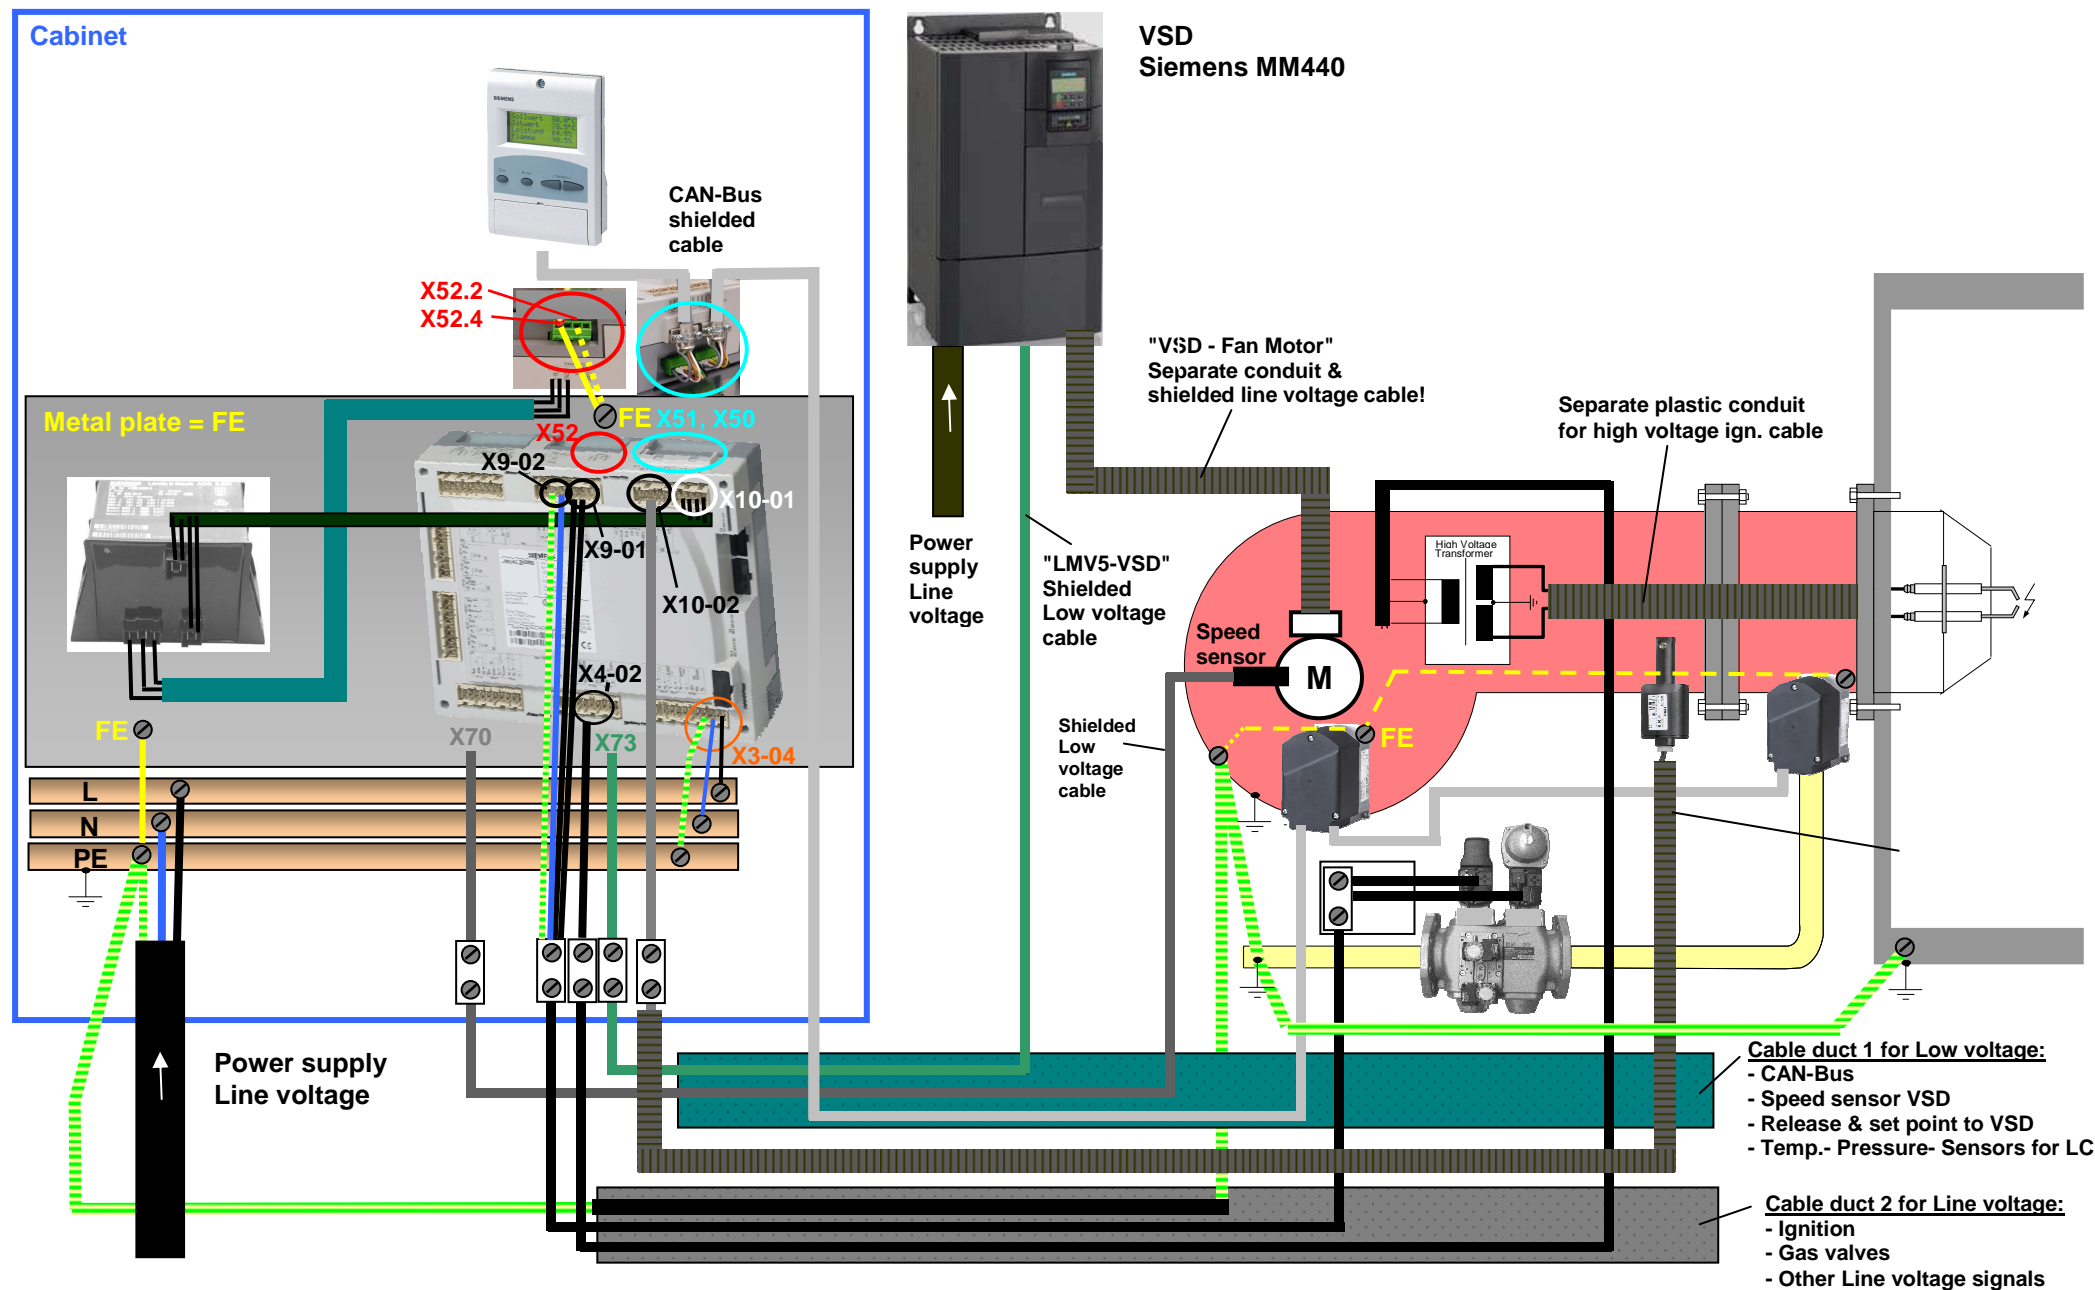 Cabinet
VSD
Siemens MM440
SIEMENS
CAN-Bus
shielded
cable
X52.2
X52.4
"VSD - Fan Motor"
Separate conduit &
shielded line voltage cable!
Separate plastic conduit
for high voltage ign. cable
Metal plate = FE
FE
X51, X50
X52
X9-02
X10-01
X9-01
X10-02
X4-02
X70
X73
X3-04
FE
L
N
PE
Power
supply
Line
voltage
"LMV5-VSD"
Shielded
Low voltage
cable
High Voltage
Transformer
Speed
sensor
M
FE
Shielded
Low
voltage
cable
Power supply
Line voltage
Cable duct 1 for Low voltage:
- CAN-Bus
- Speed sensor VSD
- Release & set point to VSD
- Temp.- Pressure- Sensors for LC
Cable duct 2 for Line voltage:
- Ignition
- Gas valves
- Other Line voltage signals